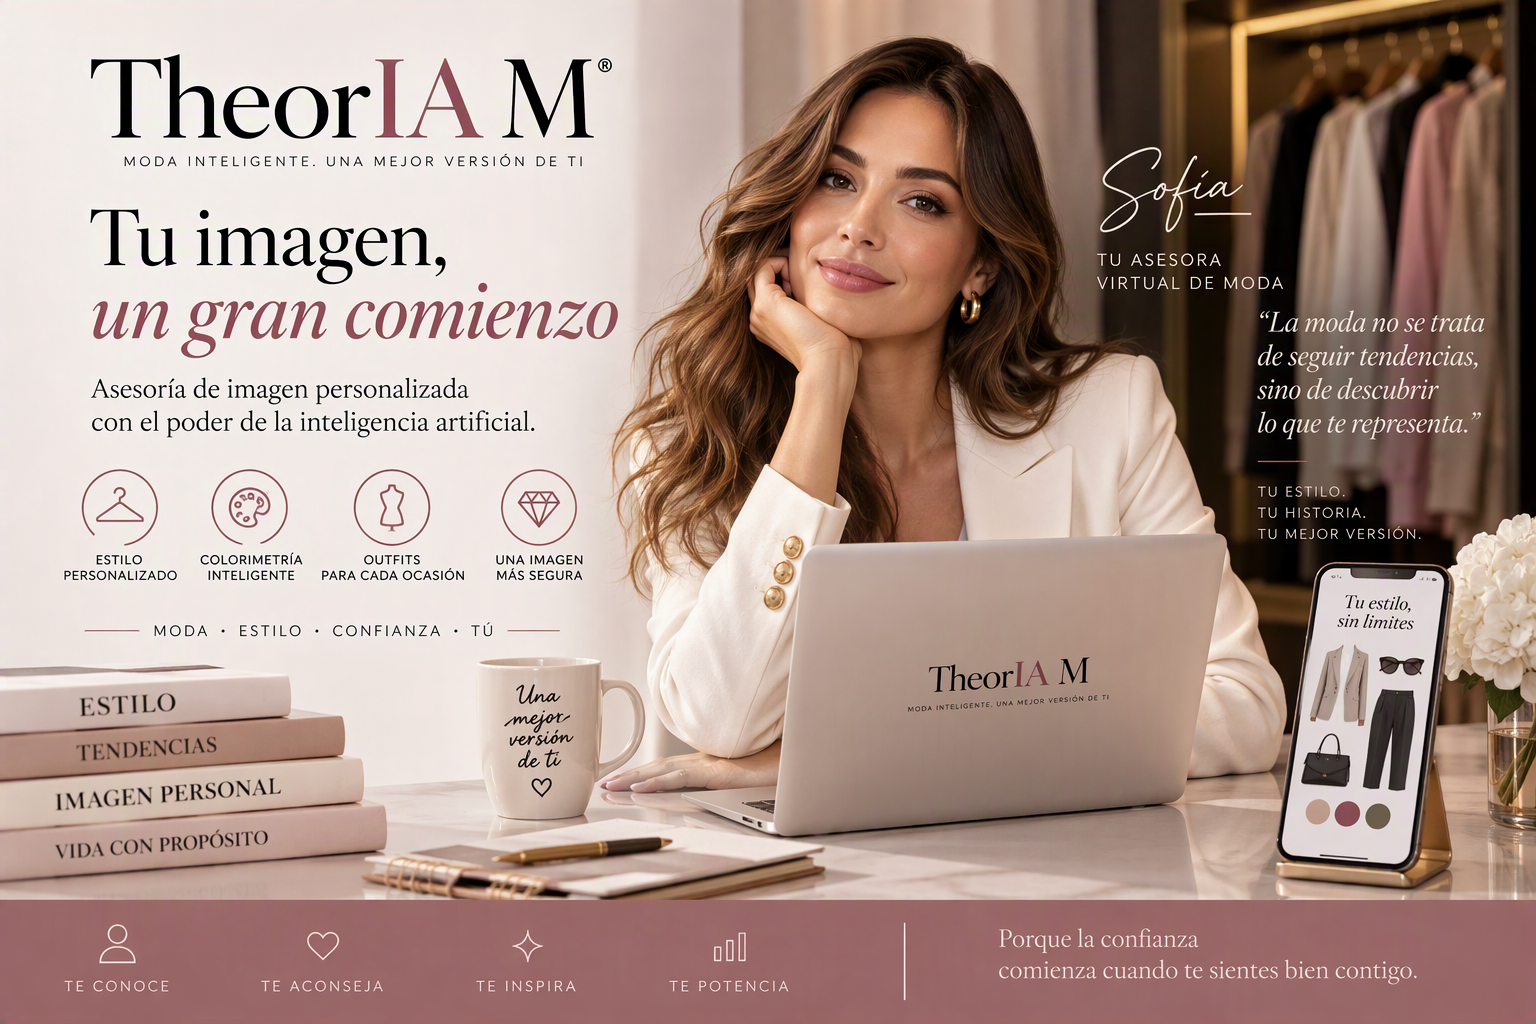 TheorIA M®
MODA INTELIGENTE. UNA MEJOR VERSIÓN DE TI
Tu imagen,
un gran comienzo
Asesoría de imagen personalizada
con el poder de la inteligencia artificial.
ESTILO
PERSONALIZADO
COLORIMETRÍA
INTELIGENTE
OUTFITS
PARA CADA OCASIÓN
UNA IMAGEN
MÁS SEGURA
MODA • ESTILO • CONFIANZA • TÚ
Sofía
TU ASESORA
VIRTUAL DE MODA
“La moda no se trata
de seguir tendencias,
sino de descubrir
lo que te representa.”
TU ESTILO.
TU HISTORIA.
TU MEJOR VERSIÓN.
ESTILO
TENDENCIAS
IMAGEN PERSONAL
VIDA CON PROPÓSITO
Una
mejor
versión
de ti
TheorIA M
MODA INTELIGENTE. UNA MEJOR VERSIÓN DE TI
Tu estilo,
sin limites
TE CONOCE
TE ACONSEJA
TE INSPIRA
TE POTENCIA
Porque la confianza
comienza cuando te sientes bien contigo.